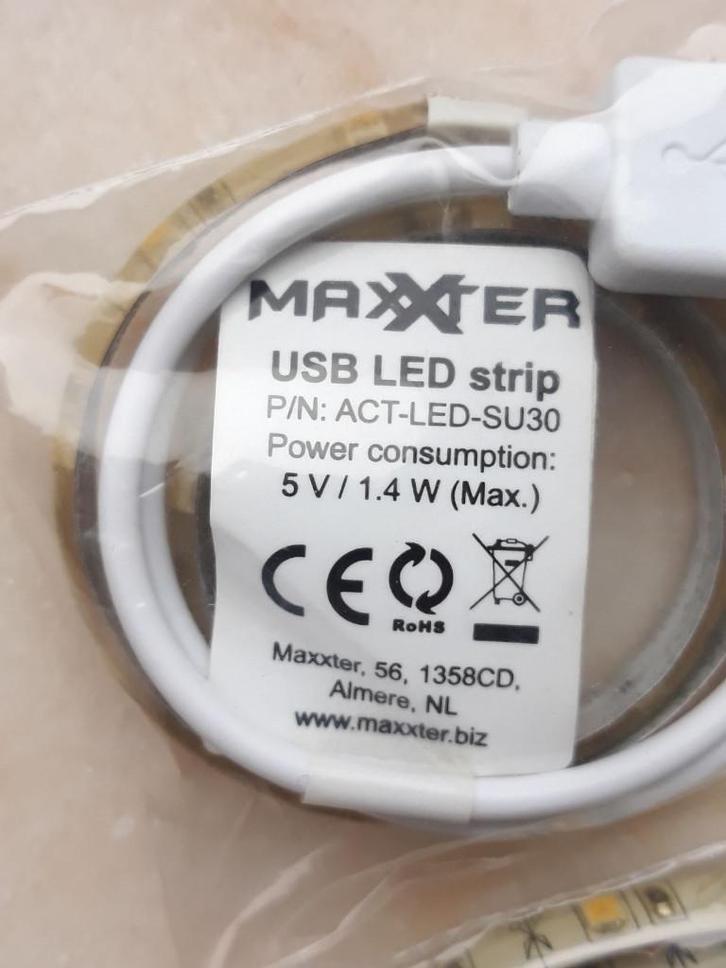 MAXXTER
USB LED strip
P/N: ACT-LED-SU30
Power consumption:
5 V / 1.4 W (Max.)
CE
RoHS
Maxxter, 56, 1358CD,
Almere, NL
www.maxxter.biz